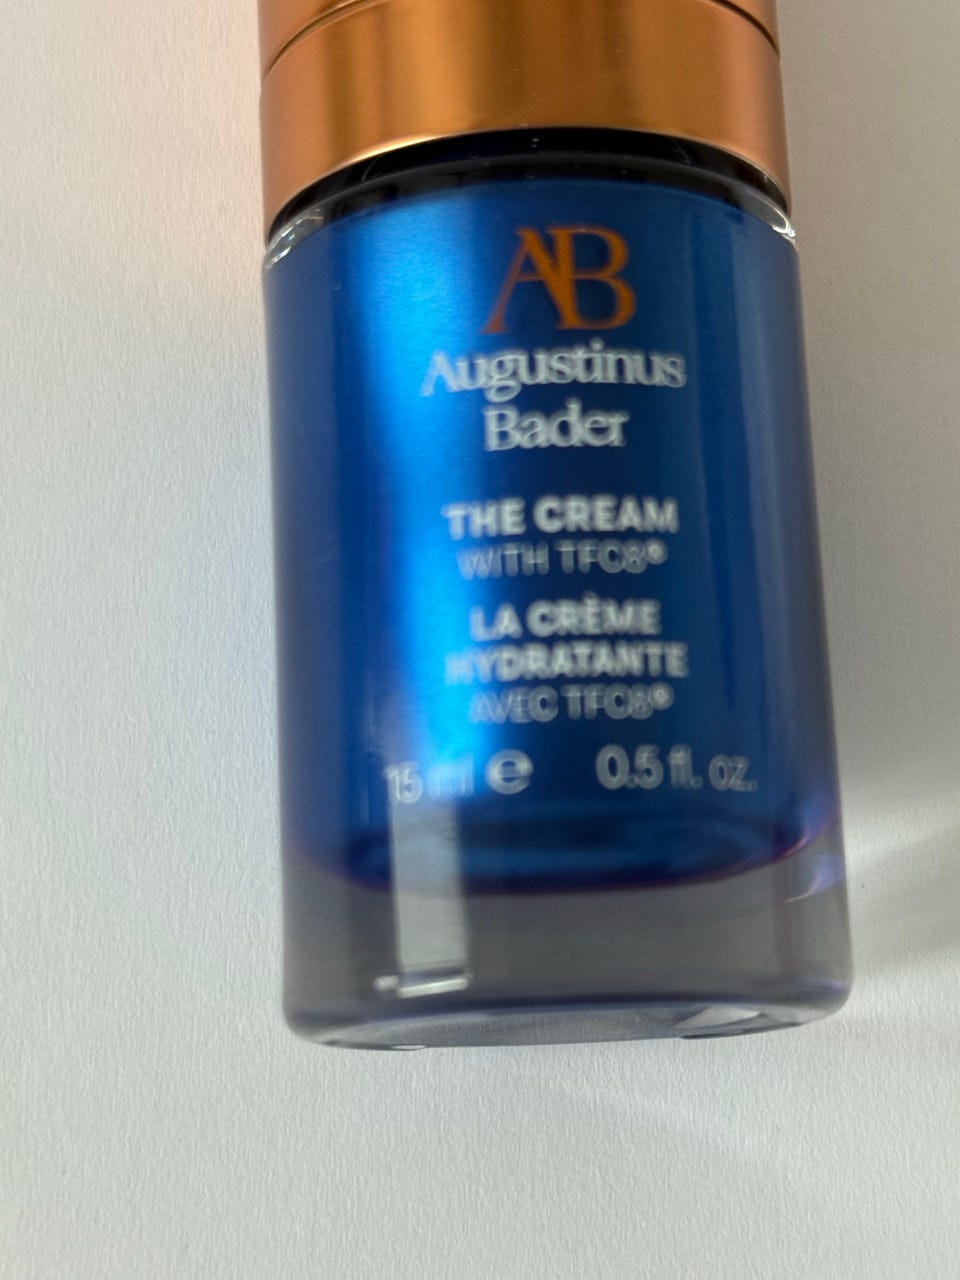 AB
Augustinus
Bader
THE CREAM
WITH TFC8®
LA CRÈME
HYDRATANTE
AVEC TFC8®
15 ml ℮ 0.5 fl. oz.